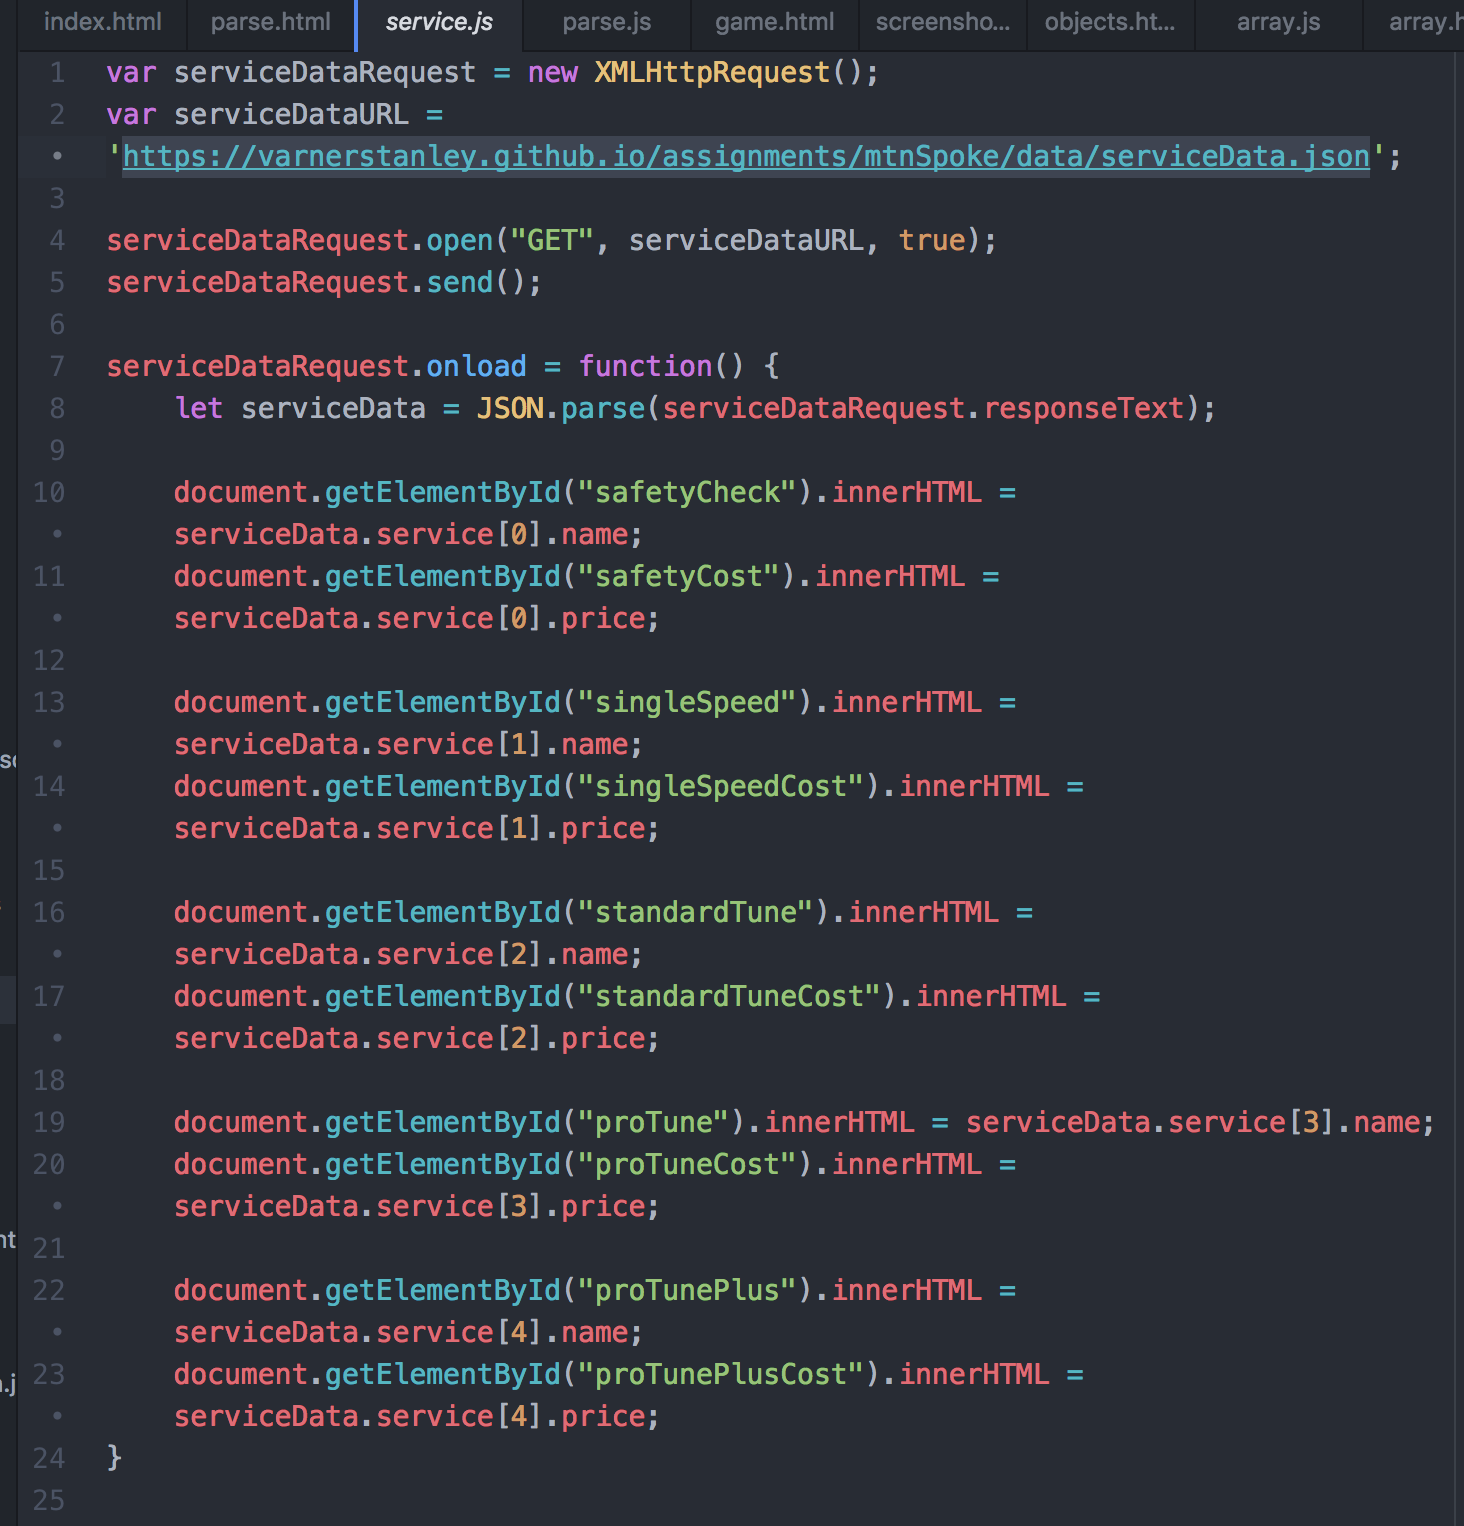 index.html parse.html service.js parse.js game.html screensho... objects.ht... array.js array.h
1 var serviceDataRequest = new XMLHttpRequest();
2 var serviceDataURL =
• 'https://varnerstanley.github.io/assignments/mtnSpoke/data/serviceData.json';
3
4 serviceDataRequest.open("GET", serviceDataURL, true);
5 serviceDataRequest.send();
6
7 serviceDataRequest.onload = function() {
8 let serviceData = JSON.parse(serviceDataRequest.responseText);
9
10 document.getElementById("safetyCheck").innerHTML =
• serviceData.service[0].name;
11 document.getElementById("safetyCost").innerHTML =
• serviceData.service[0].price;
12
13 document.getElementById("singleSpeed").innerHTML =
• serviceData.service[1].name;
14 document.getElementById("singleSpeedCost").innerHTML =
• serviceData.service[1].price;
15
16 document.getElementById("standardTune").innerHTML =
• serviceData.service[2].name;
17 document.getElementById("standardTuneCost").innerHTML =
• serviceData.service[2].price;
18
19 document.getElementById("proTune").innerHTML = serviceData.service[3].name;
20 document.getElementById("proTuneCost").innerHTML =
• serviceData.service[3].price;
21
22 document.getElementById("proTunePlus").innerHTML =
• serviceData.service[4].name;
23 document.getElementById("proTunePlusCost").innerHTML =
• serviceData.service[4].price;
24 }
25